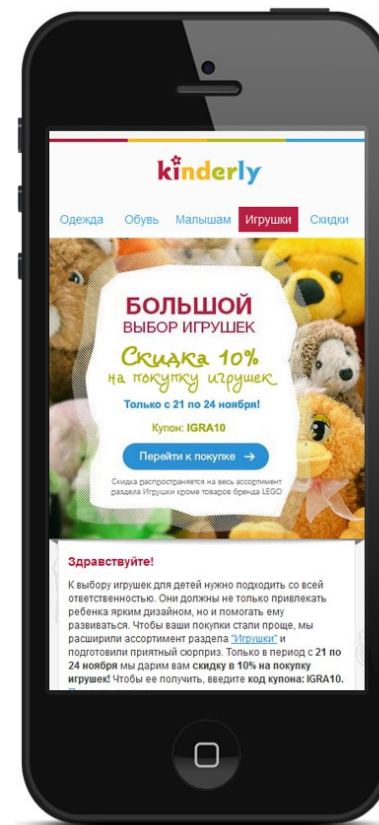 kinderly
Одежда Обувь Малышам Игрушки Скидки
БОЛЬШОЙ
ВЫБОР ИГРУШЕК
Скидка 10%
на покупку игрушек
Только с 21 по 24 ноября!
Купон: IGRA10
Перейти к покупке →
Скидка распространяется на весь ассортимент
раздела Игрушки кроме товаров бренда LEGO
Здравствуйте!
К выбору игрушек для детей нужно подходить со всей
ответственностью. Они должны не только привлекать
ребенка ярким дизайном, но и помогать ему
развиваться. Чтобы ваши покупки стали проще, мы
расширили ассортимент раздела "Игрушки" и
подготовили приятный сюрприз. Только в период с 21 по
24 ноября мы дарим вам скидку в 10% на покупку
игрушек! Чтобы ее получить, введите код купона: IGRA10.